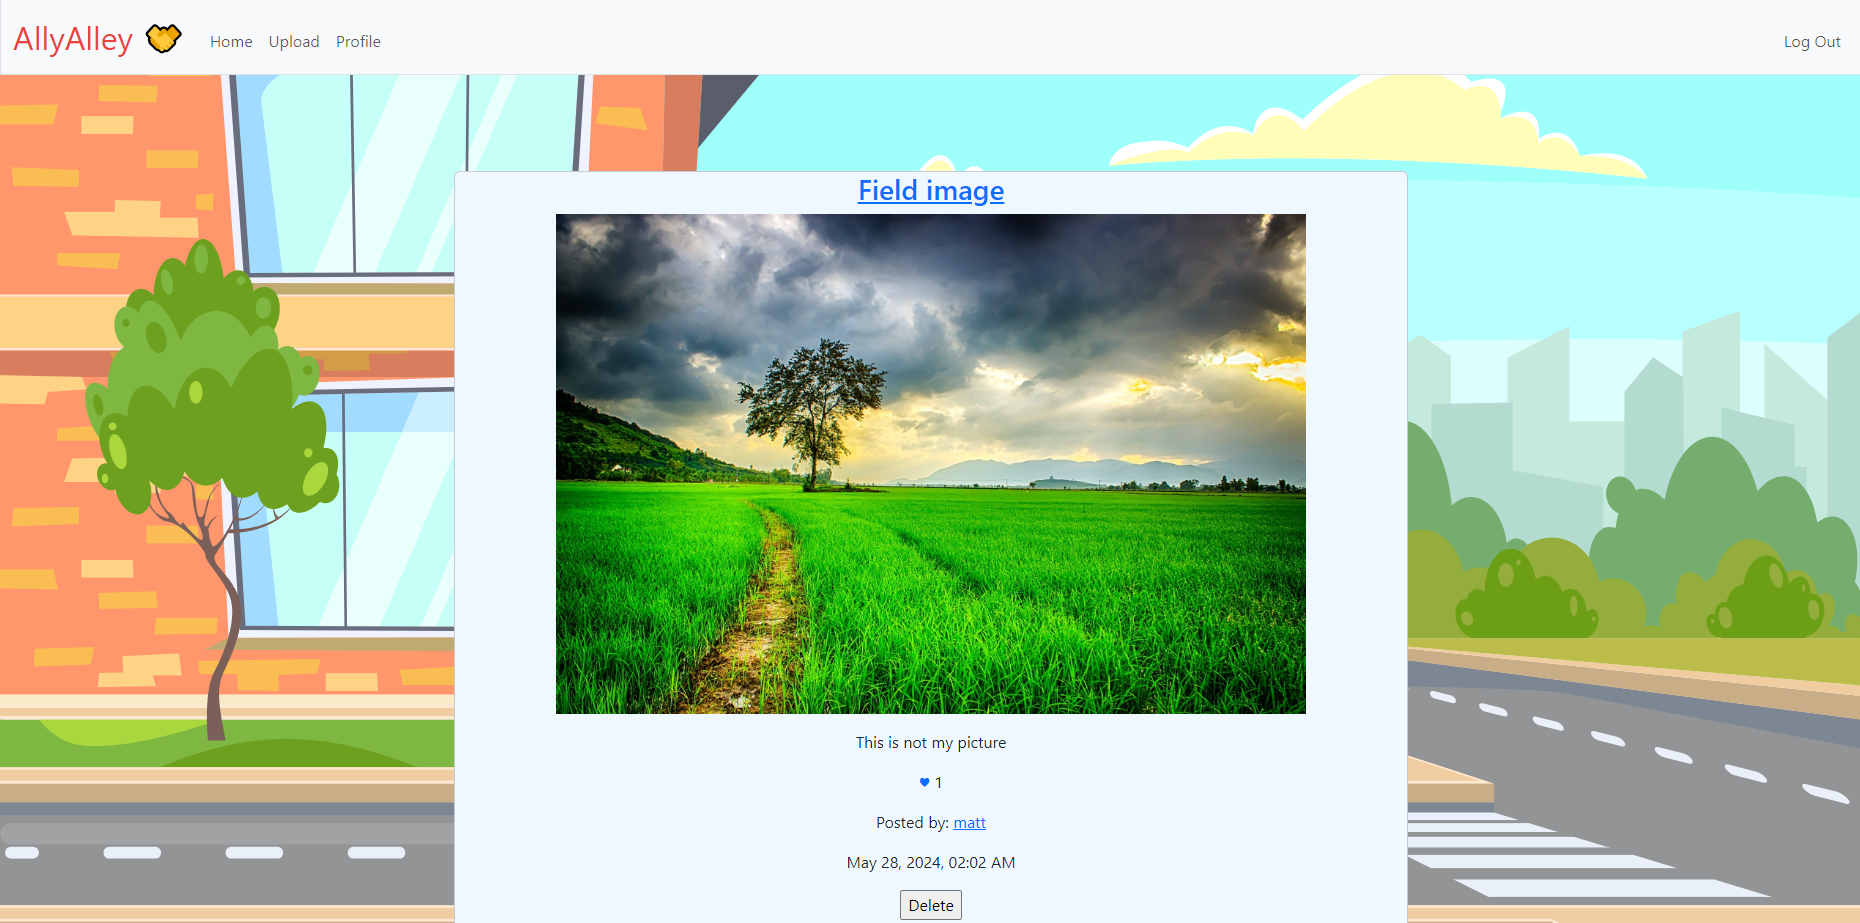 AllyAlley Home Upload Profile Log Out
Field image
This is not my picture
1
Posted by: matt
May 28, 2024, 02:02 AM
Delete